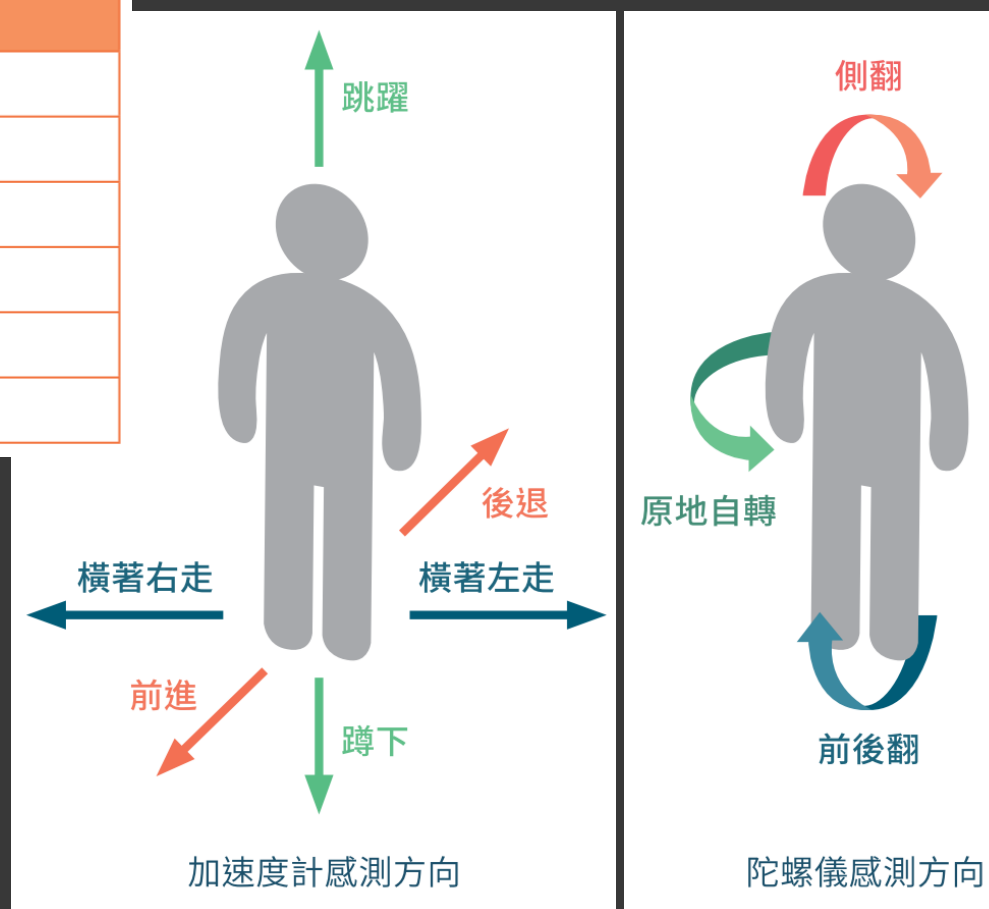 跳躍
後退
橫著右走
橫著左走
前進
蹲下
加速度計感測方向
側翻
原地自轉
前後翻
陀螺儀感測方向